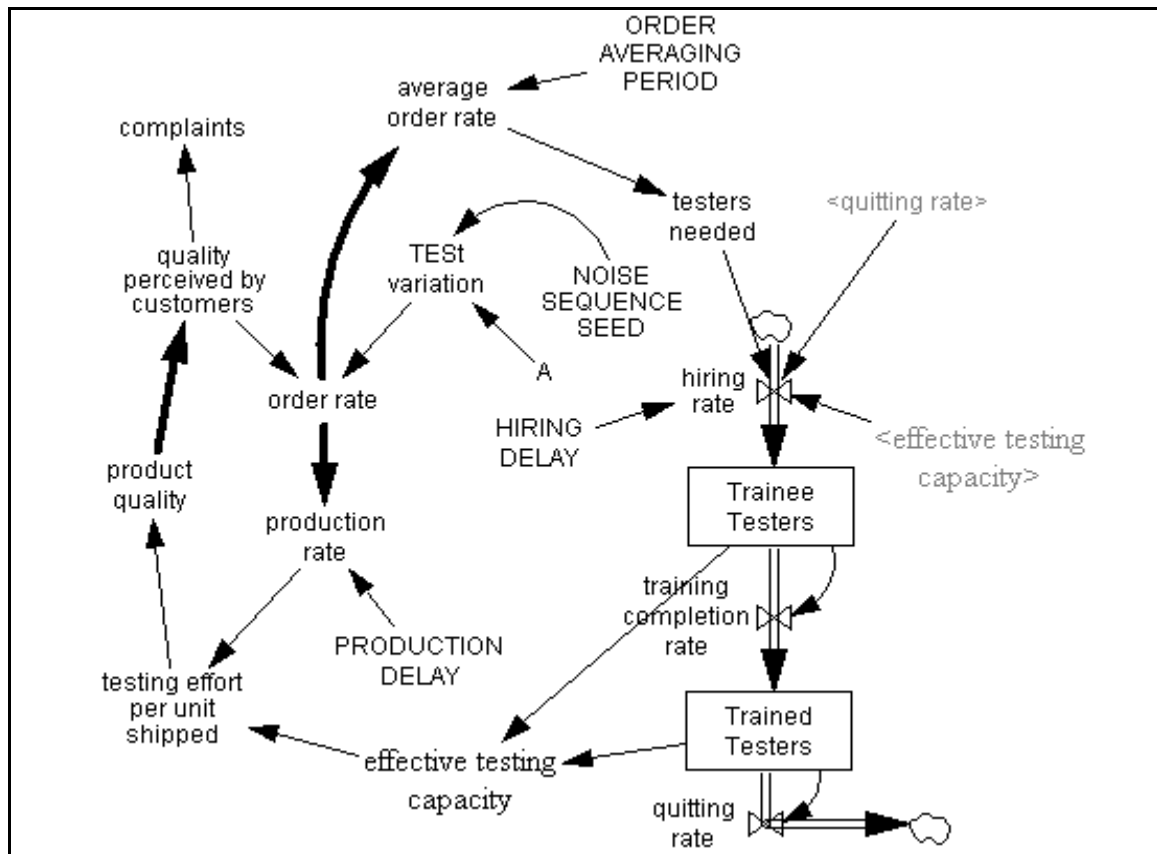 ORDER
AVERAGING
PERIOD
average
order rate
complaints
testers
needed
<quitting rate>
quality
perceived by
customers
TESt
variation
NOISE
SEQUENCE
SEED
A
order rate
hiring
rate
HIRING
DELAY
<effective testing
capacity>
product
quality
Trainee
Testers
production
rate
training
completion
rate
PRODUCTION
DELAY
testing effort
per unit
shipped
Trained
Testers
effective testing
capacity
quitting
rate